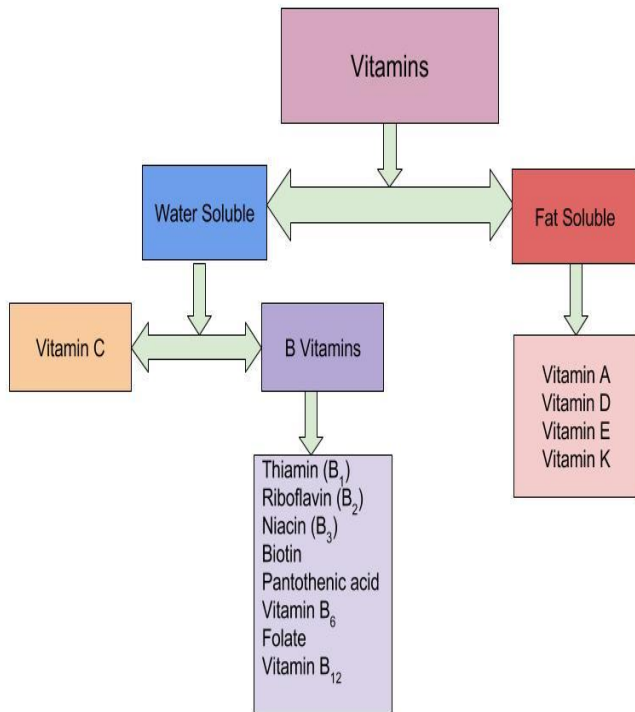 Vitamins
Water Soluble
Fat Soluble
Vitamin C
B Vitamins
Vitamin A
Vitamin D
Vitamin E
Vitamin K
Thiamin (B₁)
Riboflavin (B₂)
Niacin (B₃)
Biotin
Pantothenic acid
Vitamin B₆
Folate
Vitamin B₁₂